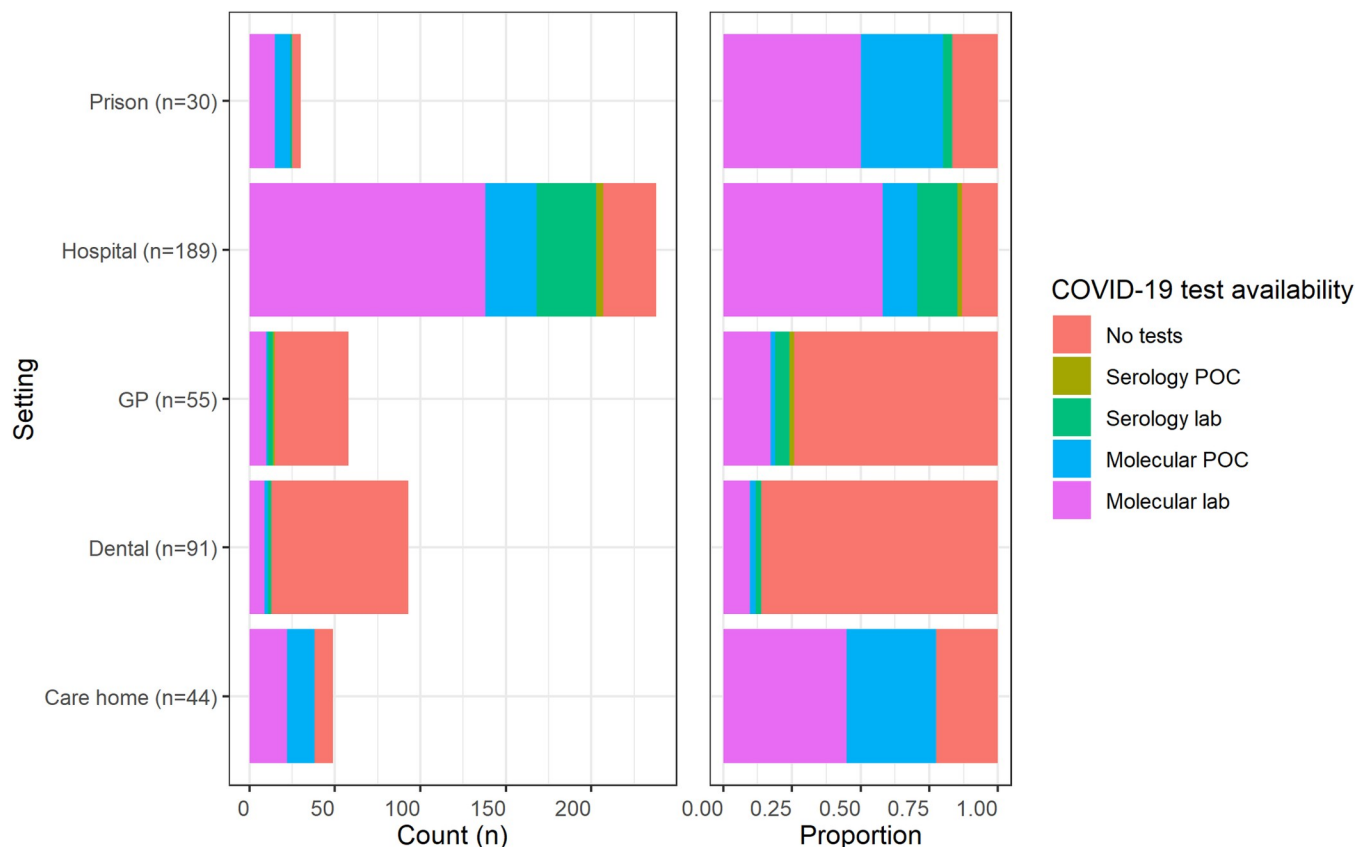 Setting
Prison (n=30)
Hospital (n=189)
GP (n=55)
Dental (n=91)
Care home (n=44)
0 50 100 150 200
Count (n)
0.00 0.25 0.50 0.75 1.00
Proportion
COVID-19 test availability
No tests
Serology POC
Serology lab
Molecular POC
Molecular lab